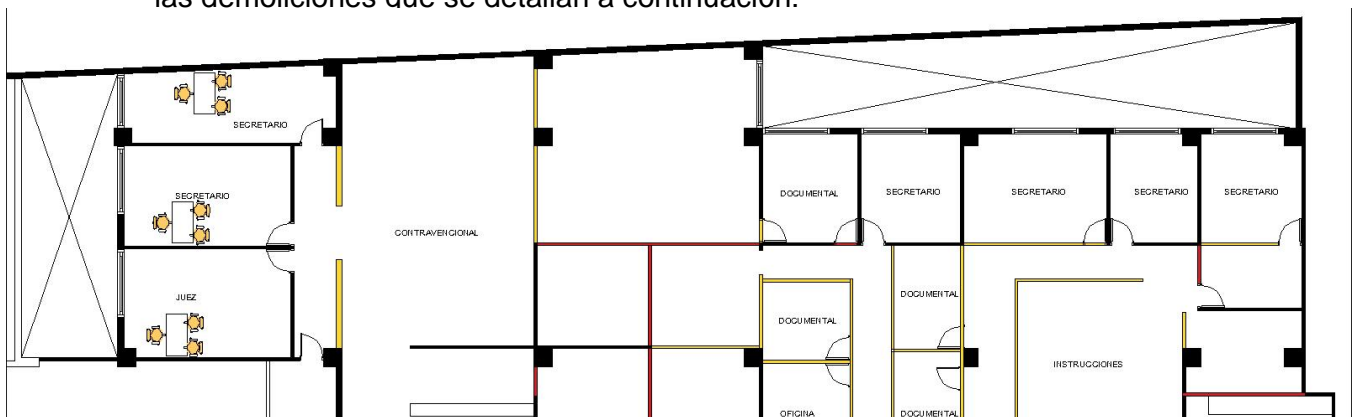 las demoliciones que se detallan a continuación:
SECRETARIO
SECRETARIO
JUEZ
CONTRAVENCIONAL
DOCUMENTAL
SECRETARIO
SECRETARIO
SECRETARIO
SECRETARIO
DOCUMENTAL
DOCUMENTAL
INSTRUCCIONES
OFICINA
DOCUMENTAL